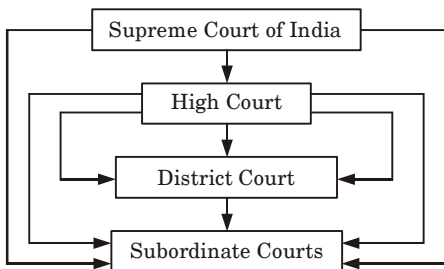 Supreme Court of India
High Court
District Court
Subordinate Courts